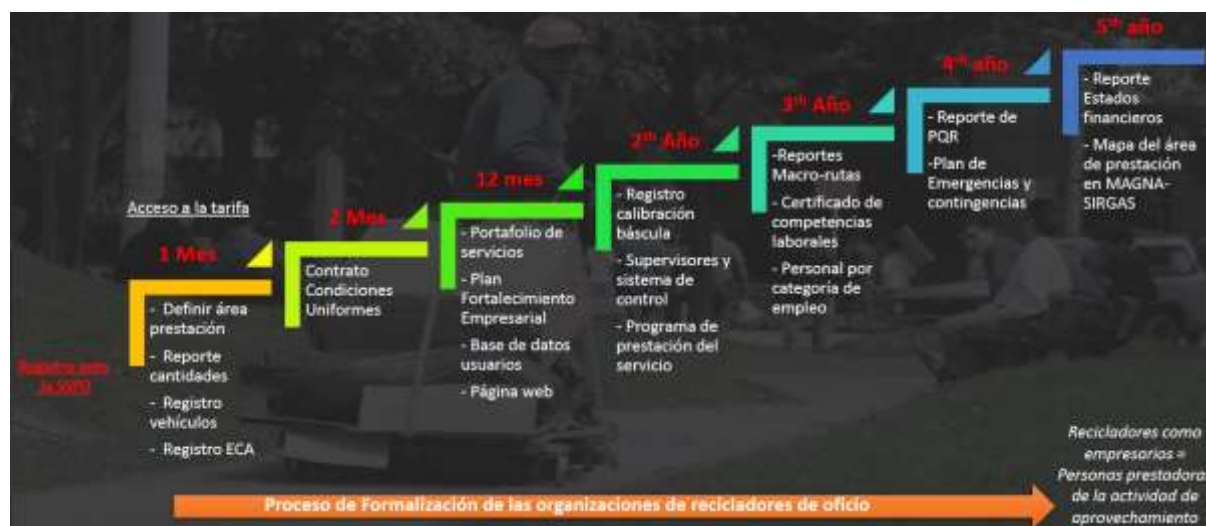 Registro ante
la SSPD
Acceso a la tarifa
1 Mes
- Definir área
prestación
- Reporte
cantidades
- Registro
vehículos
- Registro ECA
2 Mes
Contrato
Condiciones
Uniformes
12 mes
- Portafolio de
servicios
- Plan
Fortalecimiento
Empresarial
- Base de datos
usuarios
- Página web
2th Año
- Registro
calibración
báscula
- Supervisores y
sistema de
control
- Programa de
prestación del
servicio
3th Año
-Reportes
Macro-rutas
- Certificado de
competencias
laborales
- Personal por
categoría de
empleo
4th año
- Reporte de
PQR
-Plan de
Emergencias y
contingencias
5th año
- Reporte
Estados
financieros
- Mapa del área
de prestación
en MAGNA-
SIRGAS
Proceso de Formalización de las organizaciones de recicladores de oficio
Recicladores como
empresarios =
Personas prestadoras
de la actividad de
aprovechamiento